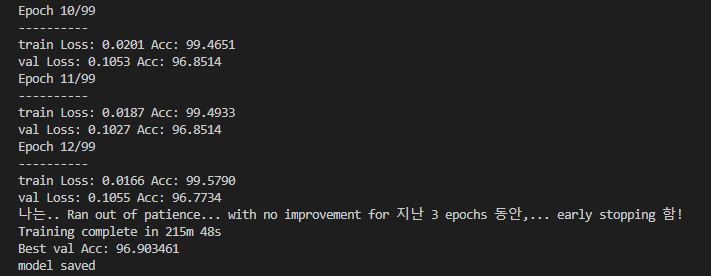 Epoch 10/99
----------
train Loss: 0.0201 Acc: 99.4651
val Loss: 0.1053 Acc: 96.8514
Epoch 11/99
----------
train Loss: 0.0187 Acc: 99.4933
val Loss: 0.1027 Acc: 96.8514
Epoch 12/99
----------
train Loss: 0.0166 Acc: 99.5790
val Loss: 0.1055 Acc: 96.7734
나는.. Ran out of patience... with no improvement for 지난 3 epochs 동안,... early stopping 함!
Training complete in 215m 48s
Best val Acc: 96.903461
model saved